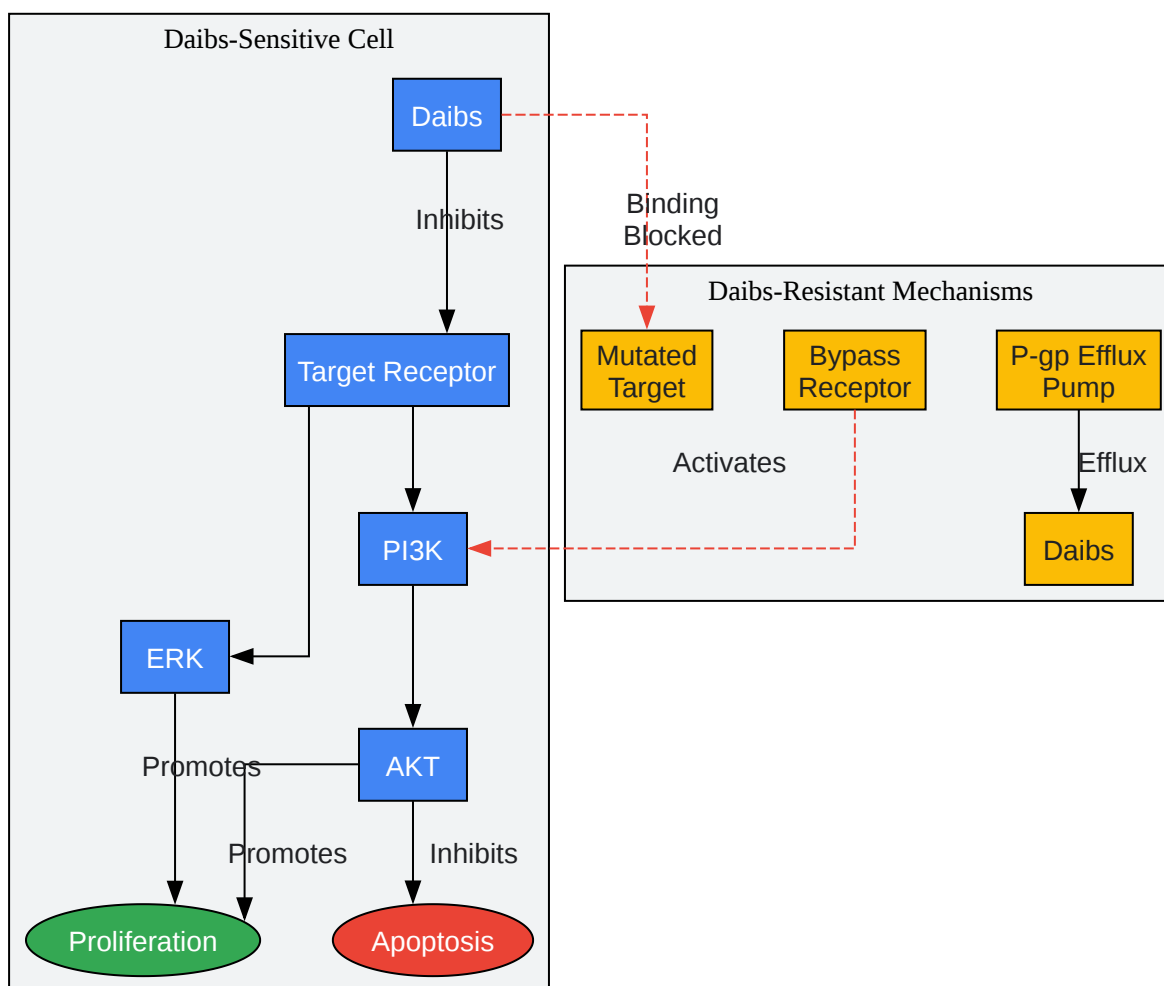 Daibs-Sensitive Cell
Daibs
Inhibits
Binding
Blocked
Daibs-Resistant Mechanisms
Target Receptor
Mutated
Target
Bypass
Receptor
P-gp Efflux
Pump
Activates
Efflux
PI3K
Daibs
ERK
AKT
Promotes
Promotes
Inhibits
Proliferation
Apoptosis